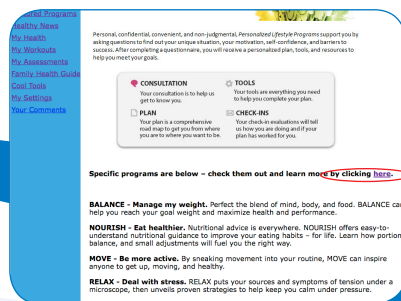 ured Programs
Healthy News
My Health
My Workouts
My Assessments
Family Health Guide
Cool Tools
My Settings
Your Comments
Personal, confidential, convenient, and non-judgmental, Personalized Lifestyle Programs support you by
asking questions to find out your unique situation, your motivation, self-confidence, and barriers to
success. After completing a questionnaire, you will receive a personalized plan, tools, and resources to
help you meet your goals.
CONSULTATION
Your consultation is to help us
get to know you.
TOOLS
Your tools are everything you need
to help you complete your plan.
PLAN
Your plan is a comprehensive
road map to get you from where
you are to where you want to be.
CHECK-INS
Your check-in evaluations will tell
us how you are doing and if your
plan has worked for you.
Specific programs are below – check them out and learn more by clicking here.
BALANCE - Manage my weight. Perfect the blend of mind, body, and food. BALANCE can
help you reach your goal weight and maximize health and performance.
NOURISH - Eat healthier. Nutritional advice is everywhere. NOURISH offers easy-to-
understand nutritional guidance to improve your eating habits – for life. Learn how portion
balance, and small adjustments will fuel you the right way.
MOVE - Be more active. By sneaking movement into your routine, MOVE can inspire
anyone to get up, moving, and healthy.
RELAX - Deal with stress. RELAX puts your sources and symptoms of tension under a
microscope, then unveils proven strategies to help keep you calm under pressure.